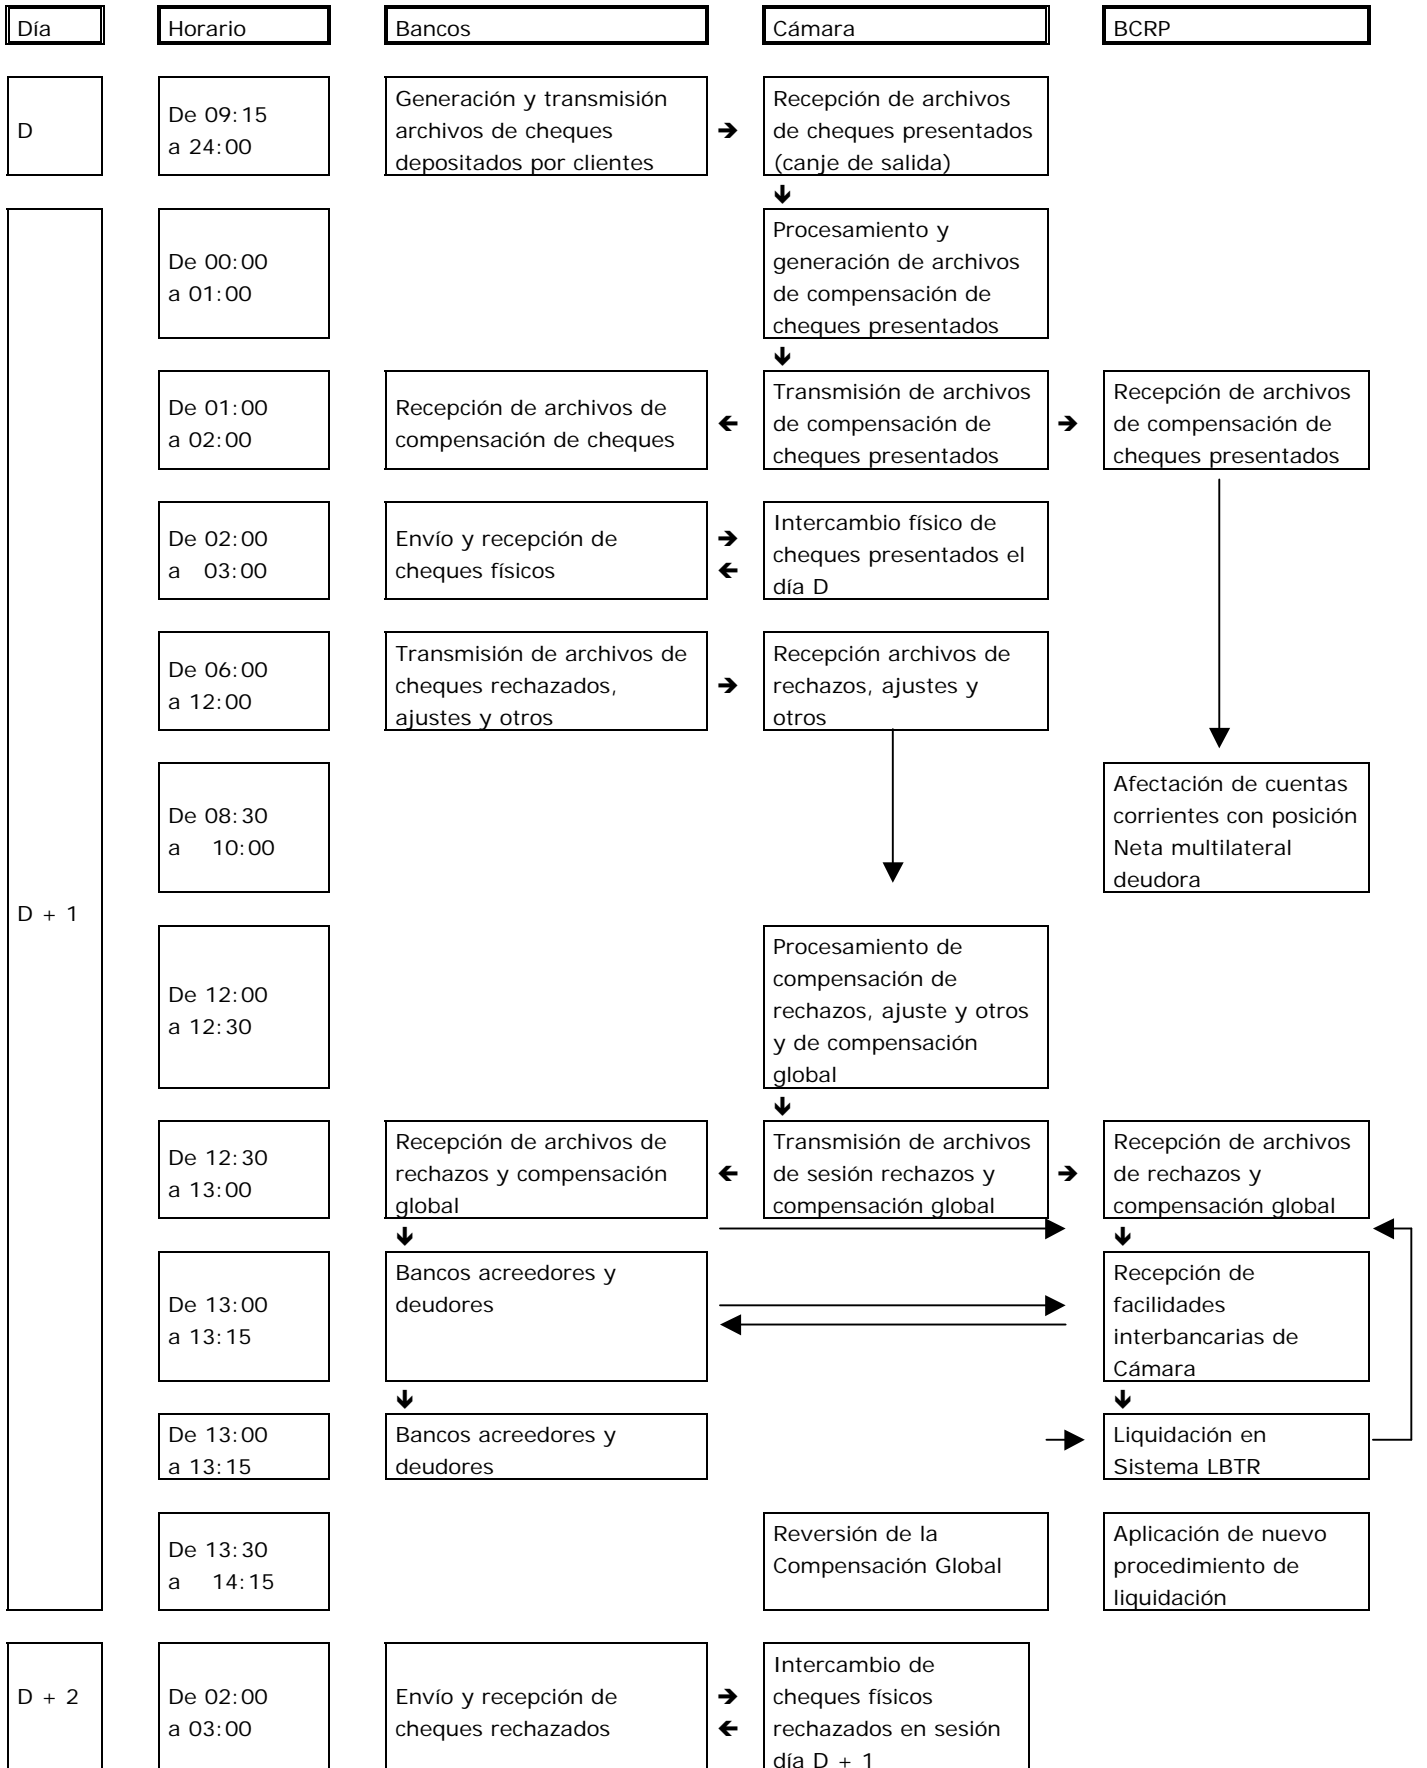 Día
Horario
Bancos
Cámara
BCRP
D
De 09:15
a 24:00
Generación y transmisión
archivos de cheques
depositados por clientes
Recepción de archivos
de cheques presentados
(canje de salida)
D + 1
De 00:00
a 01:00
Procesamiento y
generación de archivos
de compensación de
cheques presentados
De 01:00
a 02:00
Recepción de archivos de
compensación de cheques
Transmisión de archivos
de compensación de
cheques presentados
Recepción de archivos
de compensación de
cheques presentados
De 02:00
a 03:00
Envío y recepción de
cheques físicos
Intercambio físico de
cheques presentados el
día D
De 06:00
a 12:00
Transmisión de archivos de
cheques rechazados,
ajustes y otros
Recepción archivos de
rechazos, ajustes y
otros
De 08:30
a 10:00
Afectación de cuentas
corrientes con posición
Neta multilateral
deudora
De 12:00
a 12:30
Procesamiento de
compensación de
rechazos, ajuste y otros
y de compensación
global
De 12:30
a 13:00
Recepción de archivos de
rechazos y compensación
global
Transmisión de archivos
de sesión rechazos y
compensación global
Recepción de archivos
de rechazos y
compensación global
De 13:00
a 13:15
Bancos acreedores y
deudores
Recepción de
facilidades
interbancarias de
Cámara
De 13:00
a 13:15
Bancos acreedores y
deudores
Liquidación en
Sistema LBTR
De 13:30
a 14:15
Reversión de la
Compensación Global
Aplicación de nuevo
procedimiento de
liquidación
D + 2
De 02:00
a 03:00
Envío y recepción de
cheques rechazados
Intercambio de
cheques físicos
rechazados en sesión
día D + 1